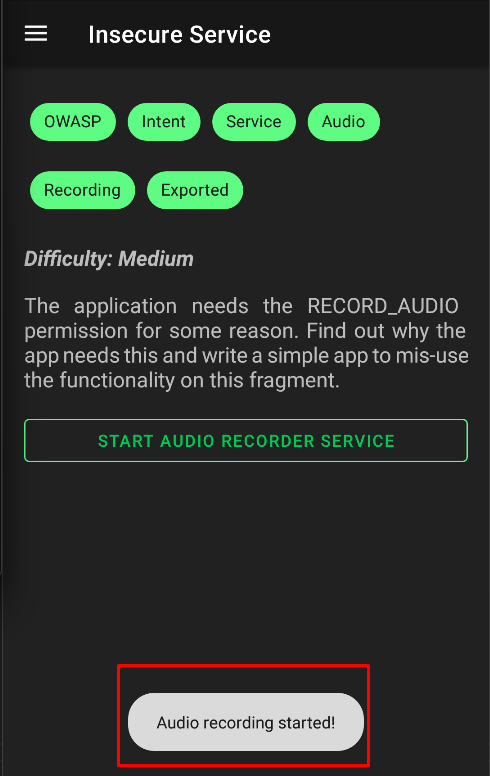 Insecure Service
OWASP Intent Service Audio
Recording Exported
Difficulty: Medium
The application needs the RECORD_AUDIO
permission for some reason. Find out why the
app needs this and write a simple app to mis-use
the functionality on this fragment.
START AUDIO RECORDER SERVICE
Audio recording started!